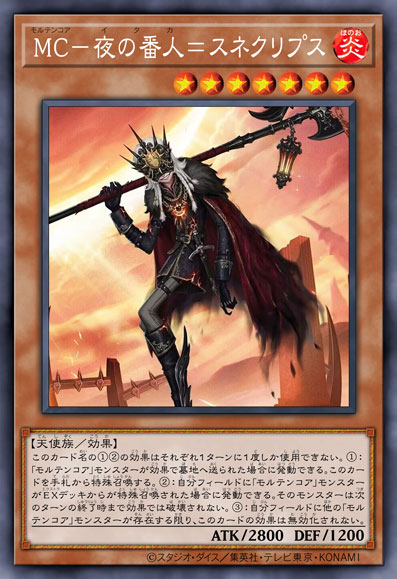 モルテンコア イタカ
MC－夜の番人＝スネクリプス
ほのお
炎
【天使族／効果】
このカード名の①②の効果はそれぞれ1ターンに1度しか使用できない。①：
「モルテンコア」モンスターが効果で墓地へ送られた場合に発動できる。このカー
ドを手札から特殊召喚する。②：自分フィールドに「モルテンコア」モンスター
がEXデッキからが特殊召喚された場合に発動できる。そのモンスターは次
のターンの終了時まで効果では破壊されない。③：自分フィールドに他の「モル
テンコア」モンスターが存在する限り、このカードの効果は無効化されない。
ATK/2800 DEF/1200
©スタジオ・ダイス／集英社・テレビ東京・KONAMI